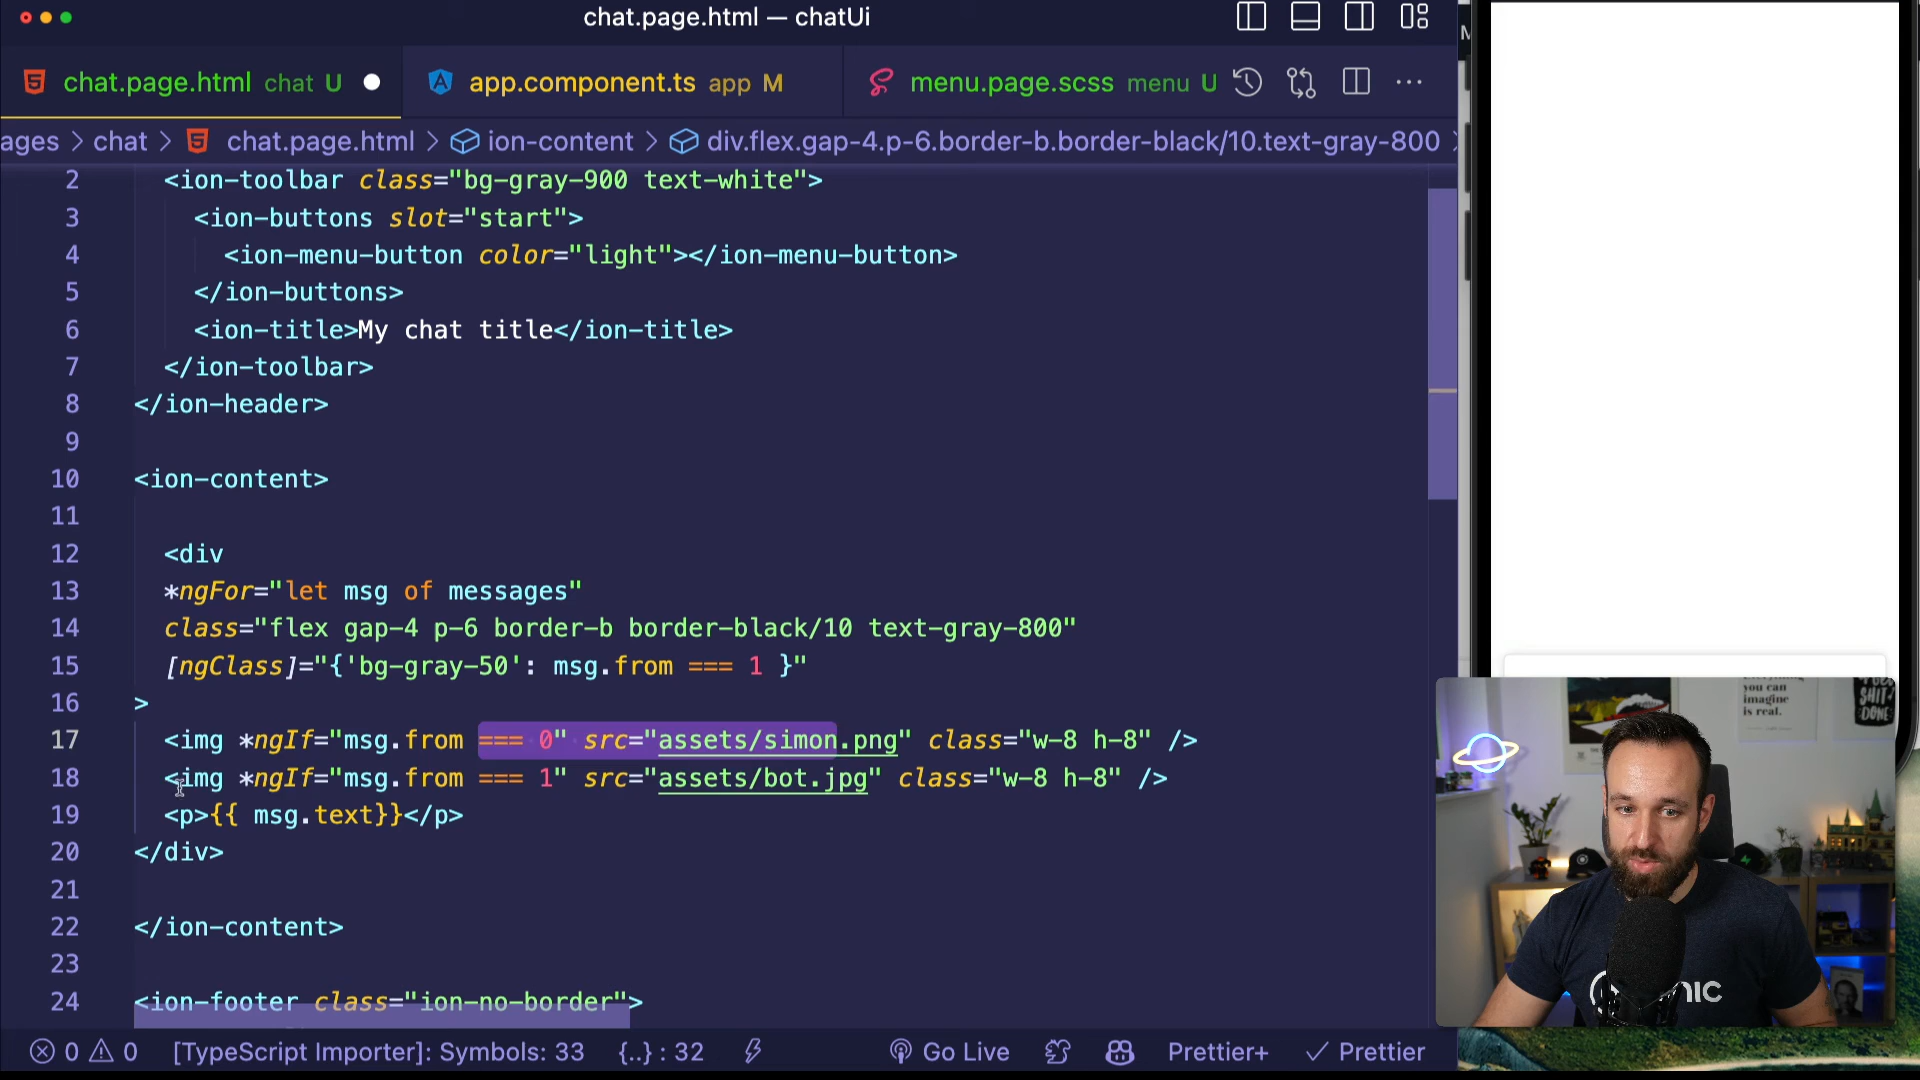 chat.page.html — chatUi
chat.page.html chat U
app.component.ts app M
menu.page.scss menu U
ages > chat > chat.page.html > ion-content > div.flex.gap-4.p-6.border-b.border-black/10.text-gray-800
2 <ion-toolbar class="bg-gray-900 text-white">
3 <ion-buttons slot="start">
4 <ion-menu-button color="light"></ion-menu-button>
5 </ion-buttons>
6 <ion-title>My chat title</ion-title>
7 </ion-toolbar>
8 </ion-header>
9
10 <ion-content>
11
12 <div
13 *ngFor="let msg of messages"
14 class="flex gap-4 p-6 border-b border-black/10 text-gray-800"
15 [ngClass]="{'bg-gray-50': msg.from === 1 }"
16 >
17 <img *ngIf="msg.from === 0" src="assets/simon.png" class="w-8 h-8" />
18 <img *ngIf="msg.from === 1" src="assets/bot.jpg" class="w-8 h-8" />
19 <p>{{ msg.text}}</p>
20 </div>
21
22 </ion-content>
23
24 <ion-footer class="ion-no-border">
0 0 [TypeScript Importer]: Symbols: 33 {..} : 32 Go Live Prettier+ ✓ Prettier
you can
imagine
is real.
SH*T
DONE
nic